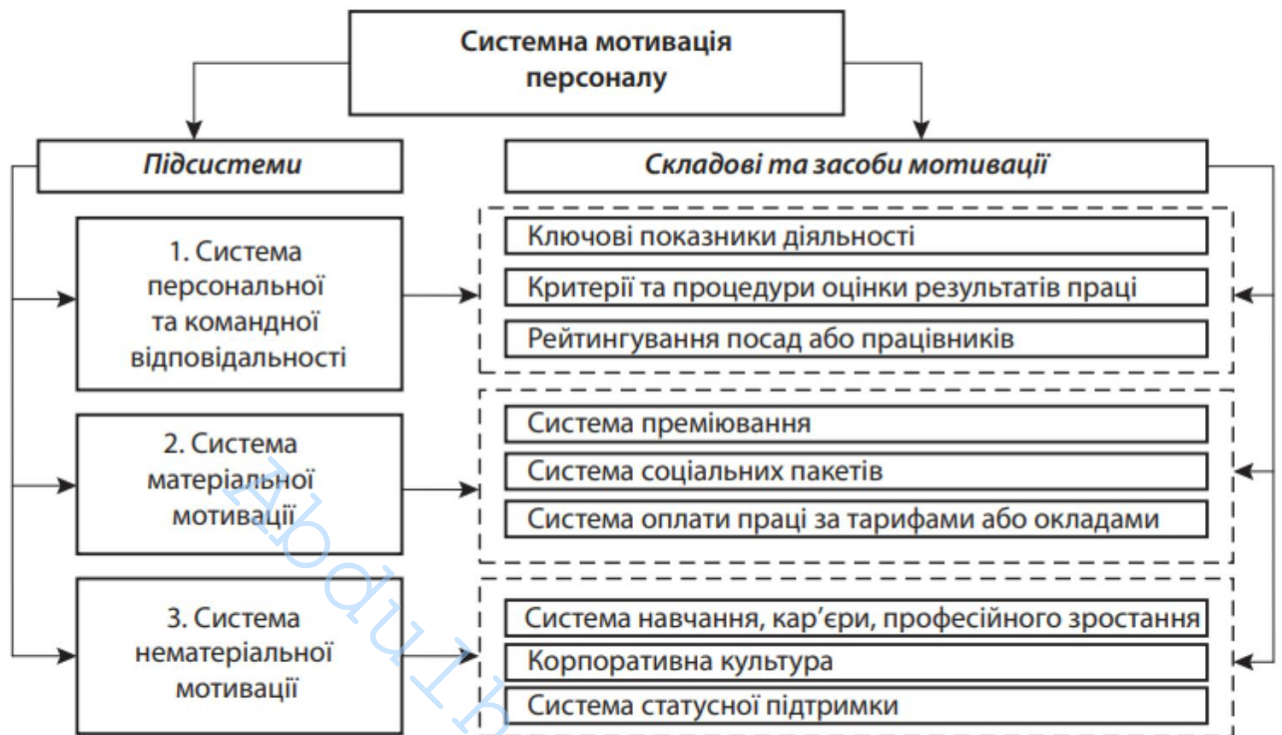 Системна мотивація
персоналу
Підсистеми
Складові та засоби мотивації
1. Система
персональної
та командної
відповідальності
Ключові показники діяльності
Критерії та процедури оцінки результатів праці
Рейтингування посад або працівників
2. Система
матеріальної
мотивації
Система преміювання
Система соціальних пакетів
Система оплати праці за тарифами або окладами
3. Система
нематеріальної
мотивації
Система навчання, кар’єри, професійного зростання
Корпоративна культура
Система статусної підтримки